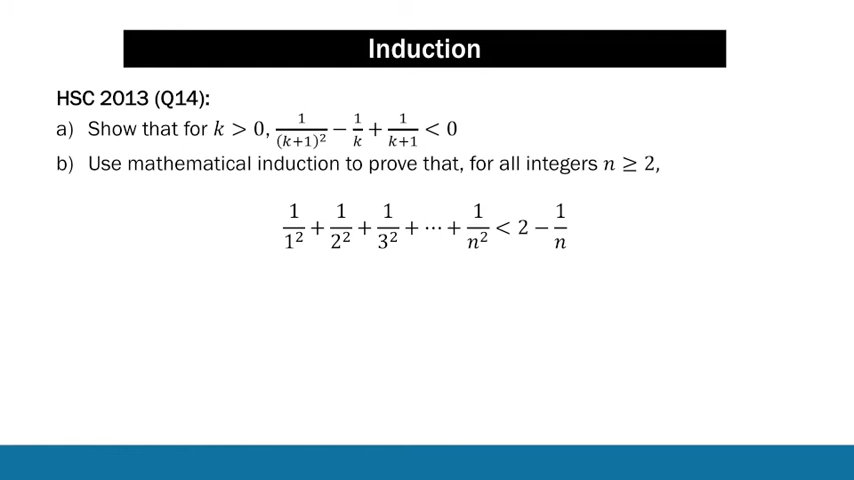 Induction
HSC 2013 (Q14):
a) Show that for k > 0, 1/(k+1)² − 1/k + 1/(k+1) < 0
b) Use mathematical induction to prove that, for all integers n ≥ 2,
1/1² + 1/2² + 1/3² + ⋯ + 1/n² < 2 − 1/n